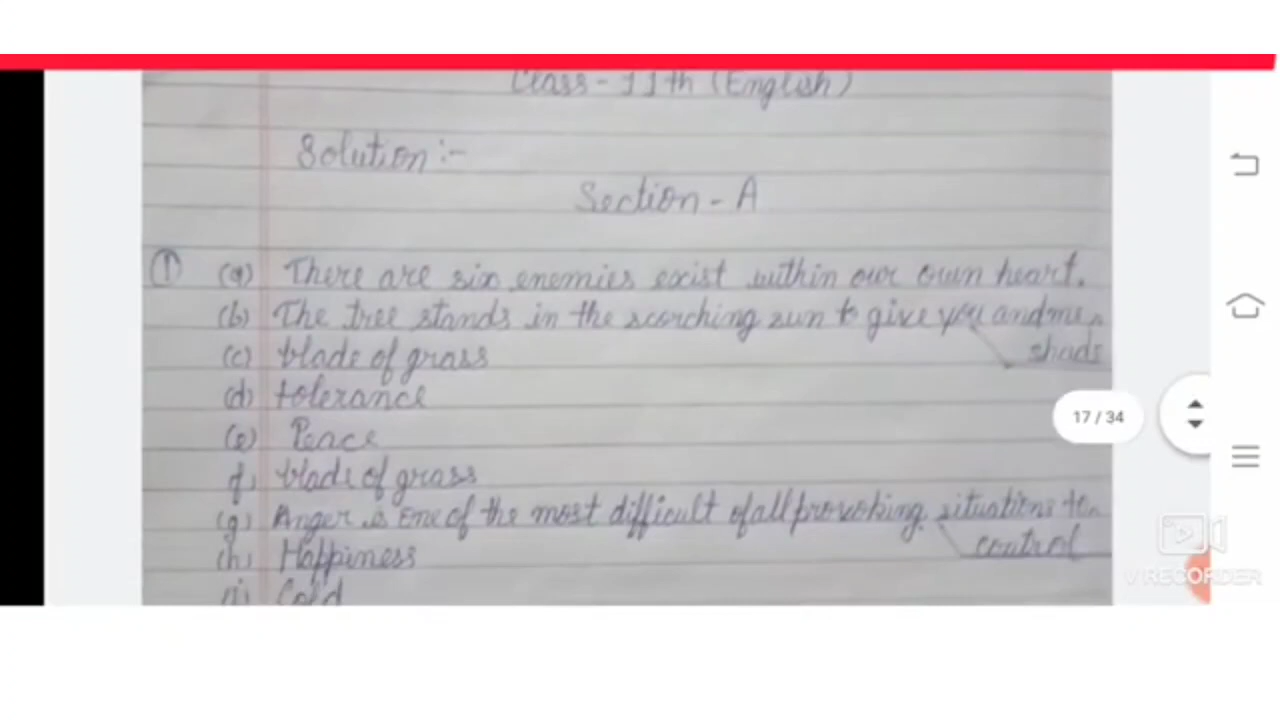 Class - 11th (English)
Solution :-
Section - A
① (a) There are six enemies exist within our own heart.
(b) The tree stands in the scorching sun to give you and me
shade
(c) blade of grass
(d) tolerance
17 / 34
(e) Peace
f) blade of grass
(g) Anger is one of the most difficult of all provoking situations to
control
(h) Happiness
V RECORDER
(i) Cold